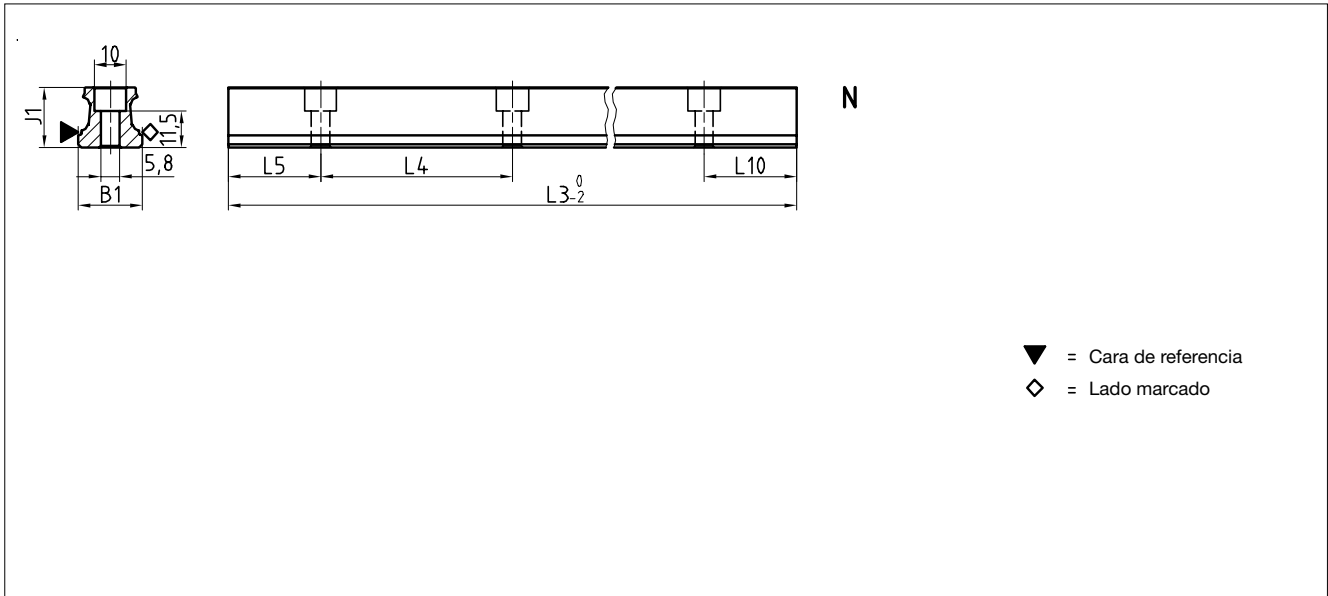 10
N
J1
11,5
5,8
B1
L5 L4 L10
L3 0 -2
= Cara de referencia
= Lado marcado